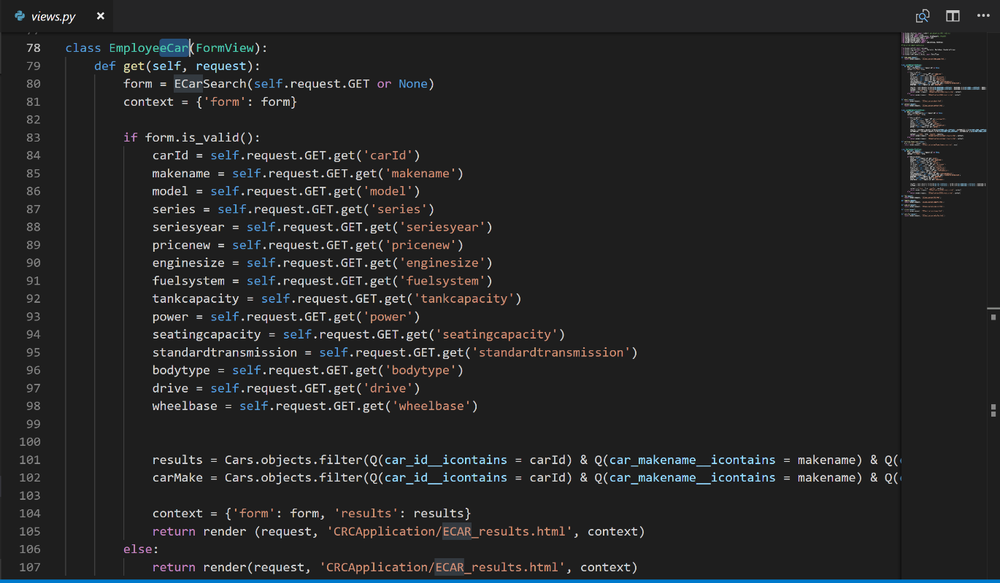 views.py
78 class EmployeeCar(FormView):
79 def get(self, request):
80 form = ECarSearch(self.request.GET or None)
81 context = {'form': form}
82
83 if form.is_valid():
84 carId = self.request.GET.get('carId')
85 makename = self.request.GET.get('makename')
86 model = self.request.GET.get('model')
87 series = self.request.GET.get('series')
88 seriesyear = self.request.GET.get('seriesyear')
89 pricenew = self.request.GET.get('pricenew')
90 enginesize = self.request.GET.get('enginesize')
91 fuelsystem = self.request.GET.get('fuelsystem')
92 tankcapacity = self.request.GET.get('tankcapacity')
93 power = self.request.GET.get('power')
94 seatingcapacity = self.request.GET.get('seatingcapacity')
95 standardtransmission = self.request.GET.get('standardtransmission')
96 bodytype = self.request.GET.get('bodytype')
97 drive = self.request.GET.get('drive')
98 wheelbase = self.request.GET.get('wheelbase')
99
100
101 results = Cars.objects.filter(Q(car_id__icontains = carId) & Q(car_makename__icontains = makename) & Q(
102 carMake = Cars.objects.filter(Q(car_id__icontains = carId) & Q(car_makename__icontains = makename) & Q(
103
104 context = {'form': form, 'results': results}
105 return render (request, 'CRCApplication/ECAR_results.html', context)
106 else:
107 return render(request, 'CRCApplication/ECAR_results.html', context)